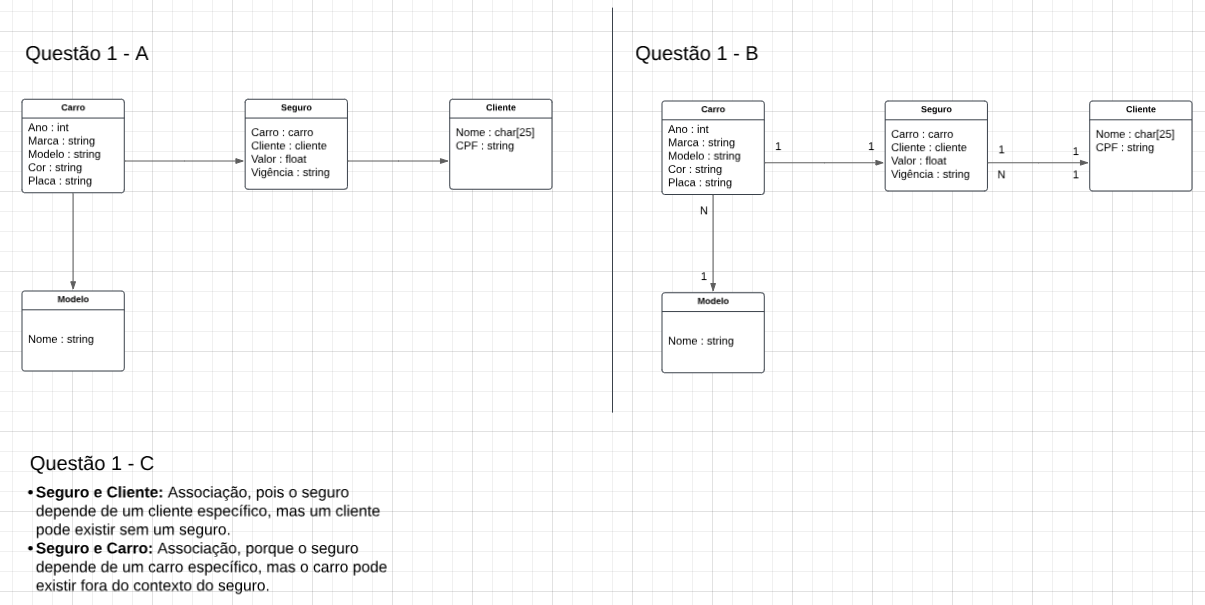 Questão 1 - A
Carro
Ano : int
Marca : string
Modelo : string
Cor : string
Placa : string
Seguro
Carro : carro
Cliente : cliente
Valor : float
Vigência : string
Cliente
Nome : char[25]
CPF : string
Modelo
Nome : string
Questão 1 - B
Carro
Ano : int
Marca : string
Modelo : string
Cor : string
Placa : string
1
1
Seguro
Carro : carro
Cliente : cliente
Valor : float
Vigência : string
1
1
N
1
Cliente
Nome : char[25]
CPF : string
N
1
Modelo
Nome : string
Questão 1 - C
• Seguro e Cliente: Associação, pois o seguro
depende de um cliente específico, mas um cliente
pode existir sem um seguro.
• Seguro e Carro: Associação, porque o seguro
depende de um carro específico, mas o carro pode
existir fora do contexto do seguro.